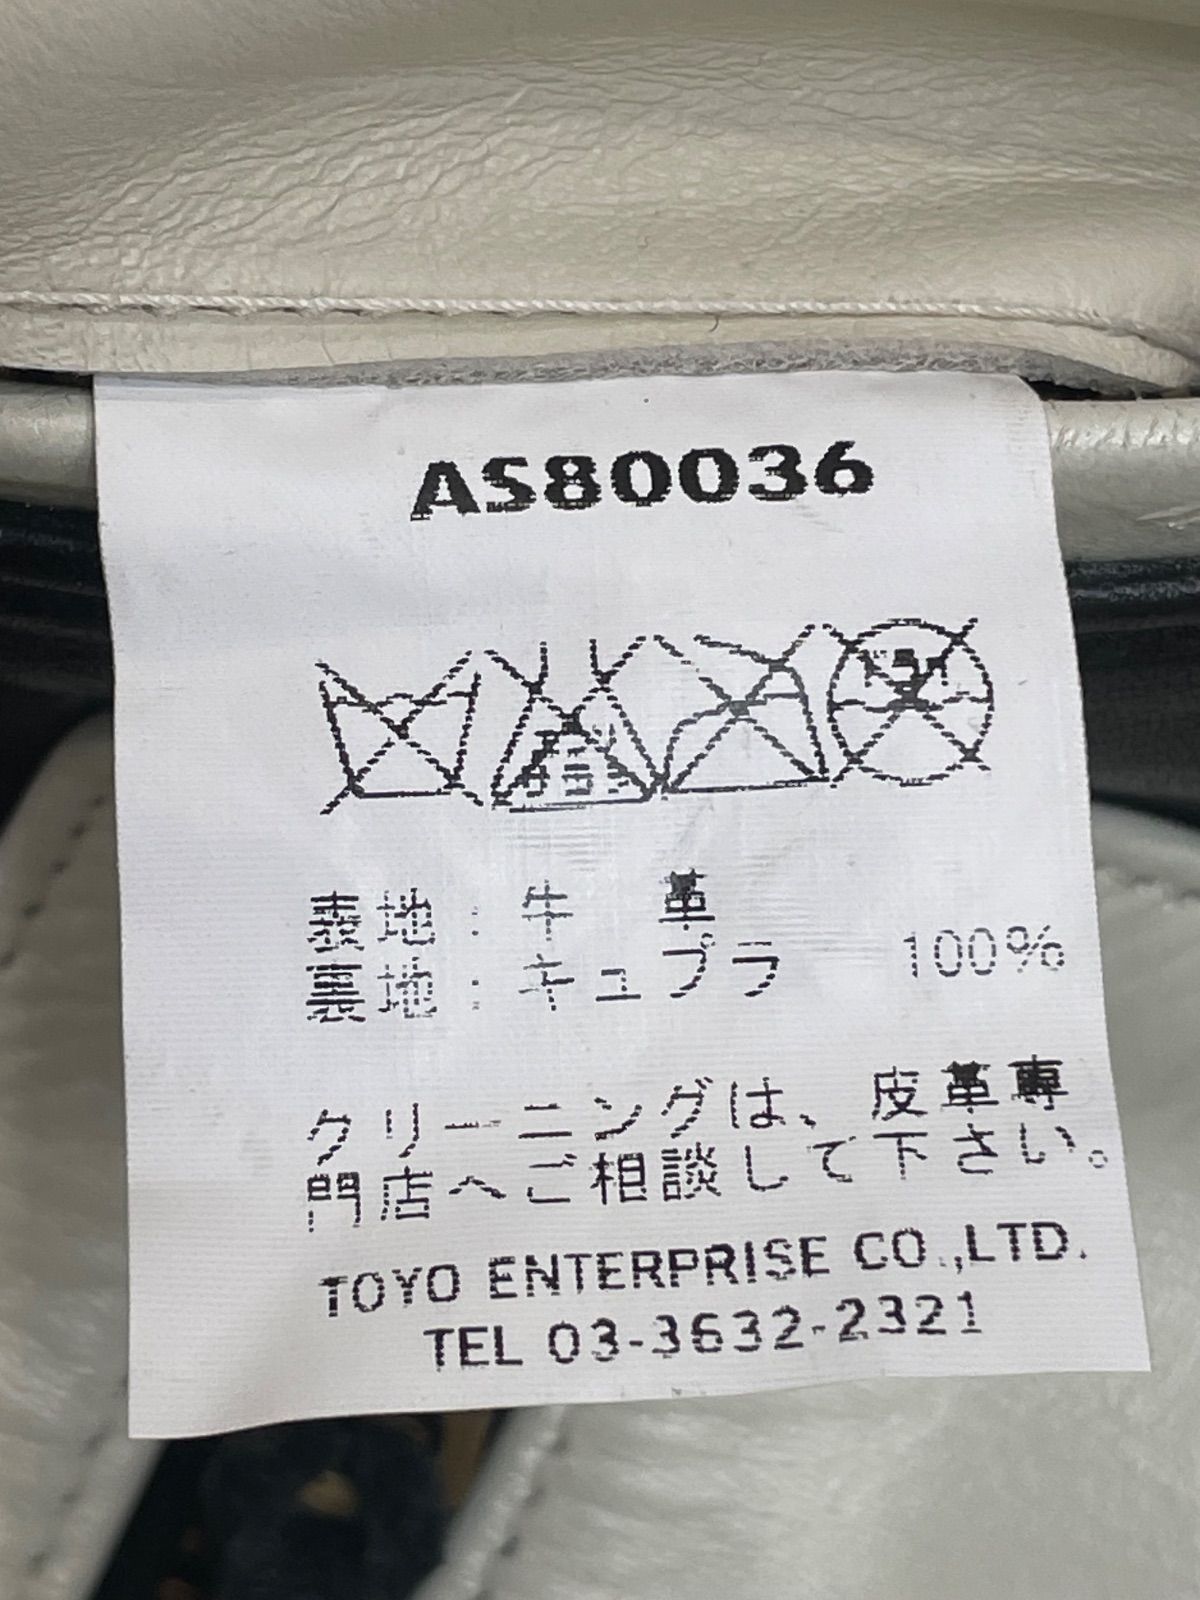 AS80036
表地：牛　革
裏地：キュプラ　100%
クリーニングは、皮革専
門店へご相談して下さい。
TOYO ENTERPRISE CO.,LTD.
TEL 03-3632-2321